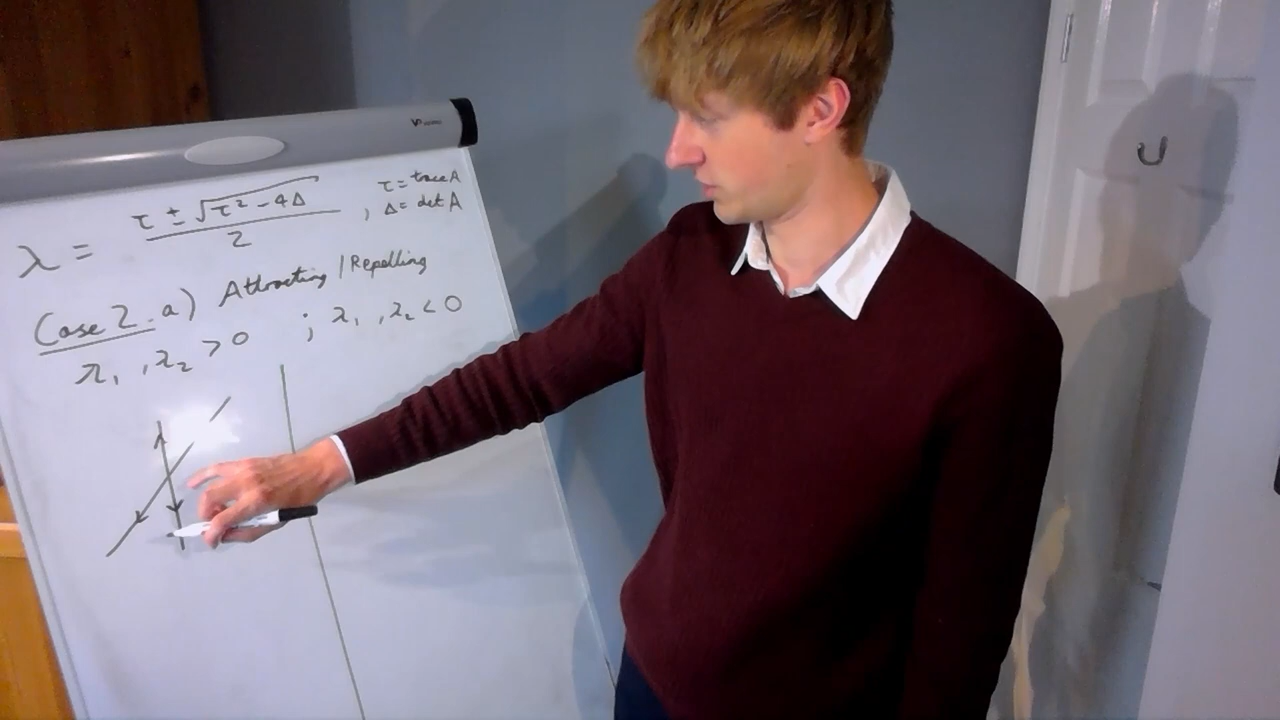 λ = τ ± √τ² - 4Δ / 2 , τ = trace A
Δ = det A
Case 2.a) Attracting / Repelling
λ₁ , λ₂ > 0 ; λ₁ , λ₂ < 0